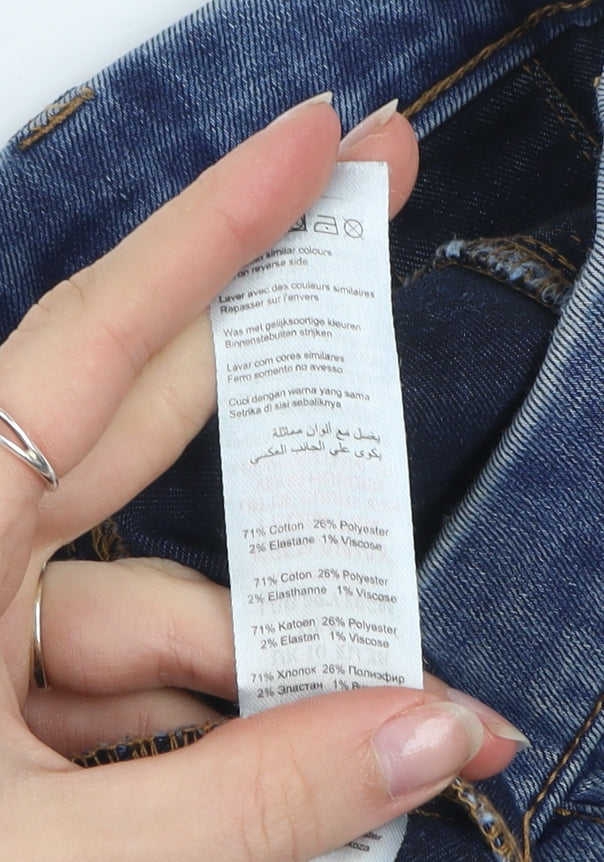 similar colours
on reverse side
Laver avec des couleurs similaires
Repasser sur l'envers
Was met gelijksoortige kleuren
Binnenstebuiten strijken
Lavar com cores similares
Ferro somente no avesso
Cuci dengan warna yang sama
Setrika di sisi sebaliknya
يغسل مع ألوان مماثلة
يكوى على الجانب العكسي
71% Cotton 26% Polyester
2% Elastane 1% Viscose
71% Coton 26% Polyester
2% Elasthanne 1% Viscose
71% Katoen 26% Polyester
2% Elastan 1% Viscose
71% Хлопок 26% Полиэфир
2% Эластан 1%